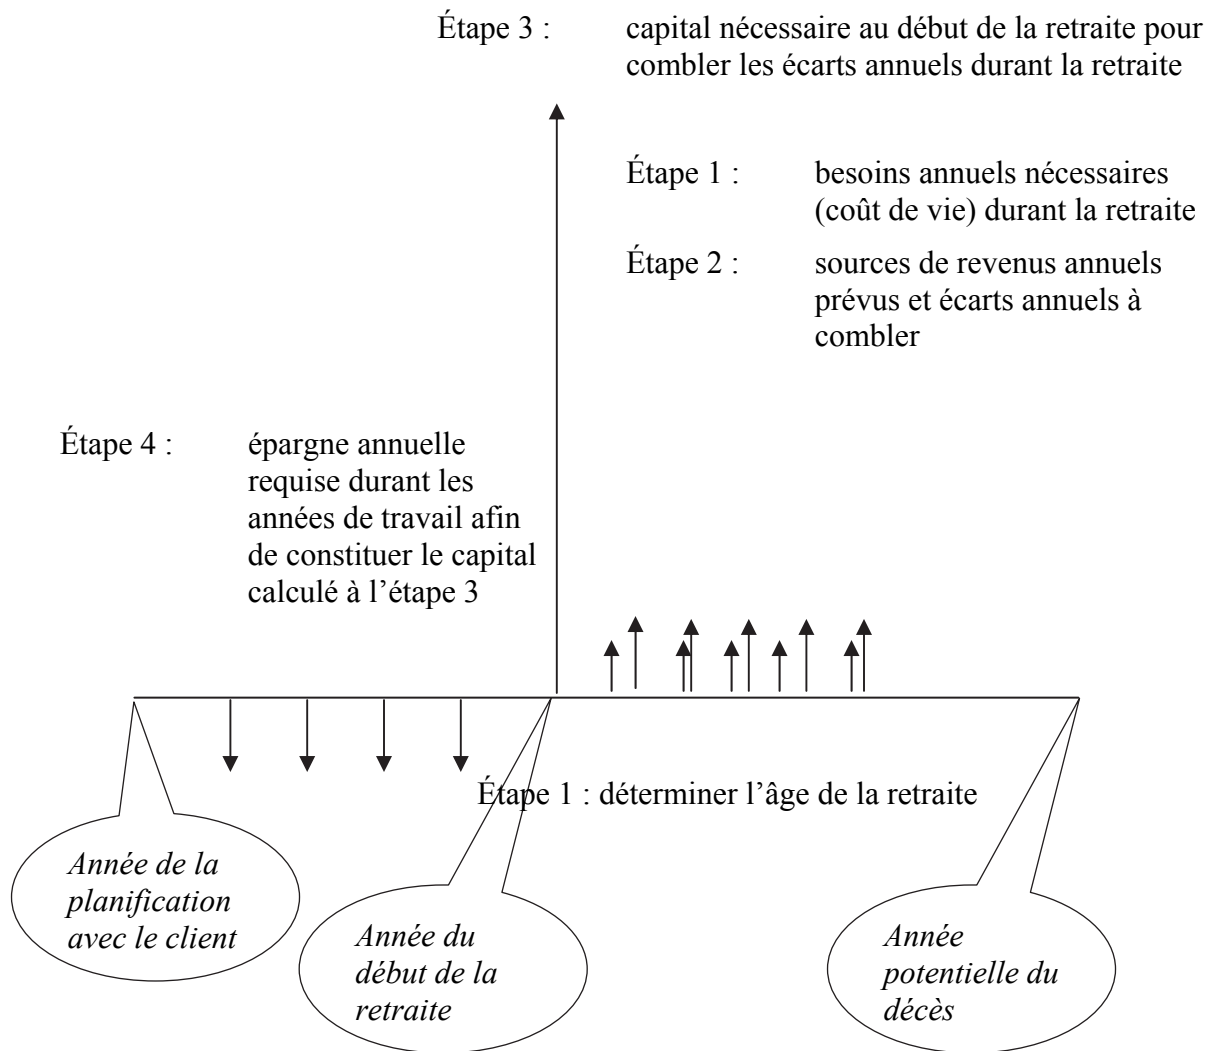 Étape 3 : capital nécessaire au début de la retraite pour
combler les écarts annuels durant la retraite
Étape 1 : besoins annuels nécessaires
(coût de vie) durant la retraite
Étape 2 : sources de revenus annuels
prévus et écarts annuels à
combler
Étape 4 : épargne annuelle
requise durant les
années de travail afin
de constituer le capital
calculé à l’étape 3
Étape 1 : déterminer l’âge de la retraite
Année de la
planification
avec le client
Année du
début de la
retraite
Année
potentielle du
décès